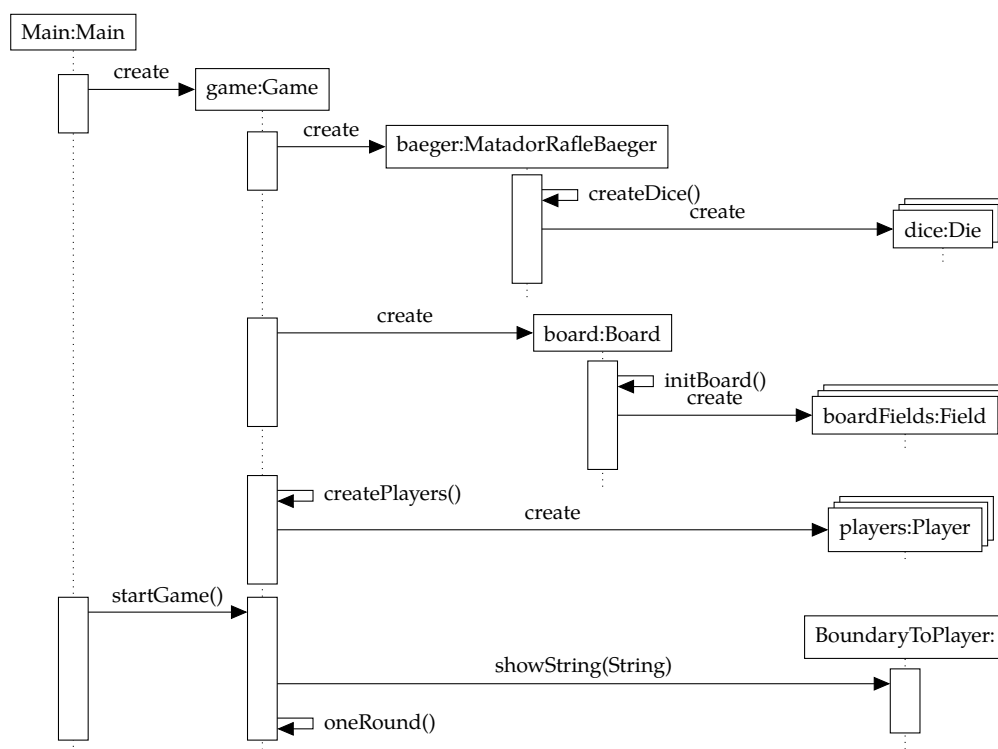 Main:Main
create
game:Game
create
baeger:MatadorRafleBaeger
createDice()
create
dice:Die
create
board:Board
initBoard()
create
boardFields:Field
createPlayers()
create
players:Player
startGame()
BoundaryToPlayer:
showString(String)
oneRound()